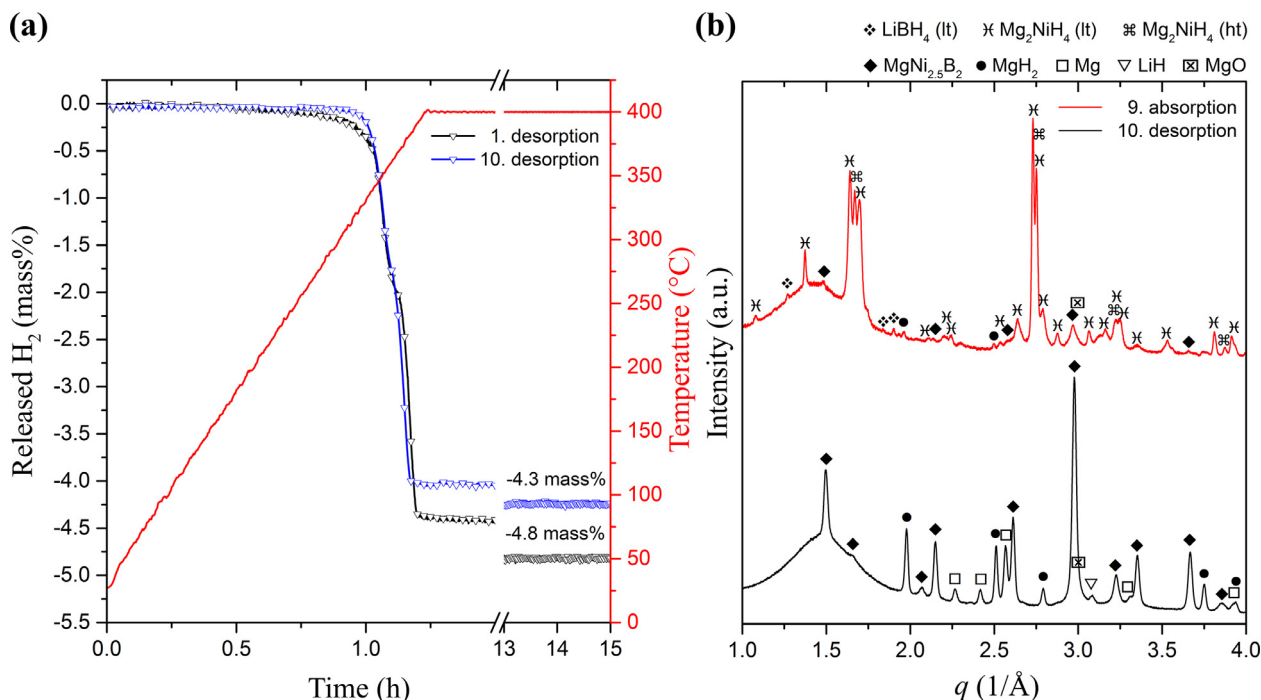 (a)
0.0
-0.5
-1.0
-1.5
-2.0
-2.5
-3.0
-3.5
-4.0
-4.5
-5.0
-5.5
Released H2 (mass%)
1. desorption
10. desorption
-4.3 mass%
-4.8 mass%
400
350
300
250
200
150
100
50
0
Temperature (°C)
0.0 0.5 1.0 13 14 15
Time (h)
(b)
LiBH4 (lt) Mg2NiH4 (lt) Mg2NiH4 (ht)
MgNi2.5B2 MgH2 Mg LiH MgO
9. absorption
10. desorption
Intensity (a.u.)
1.0 1.5 2.0 2.5 3.0 3.5 4.0
q (1/Å)